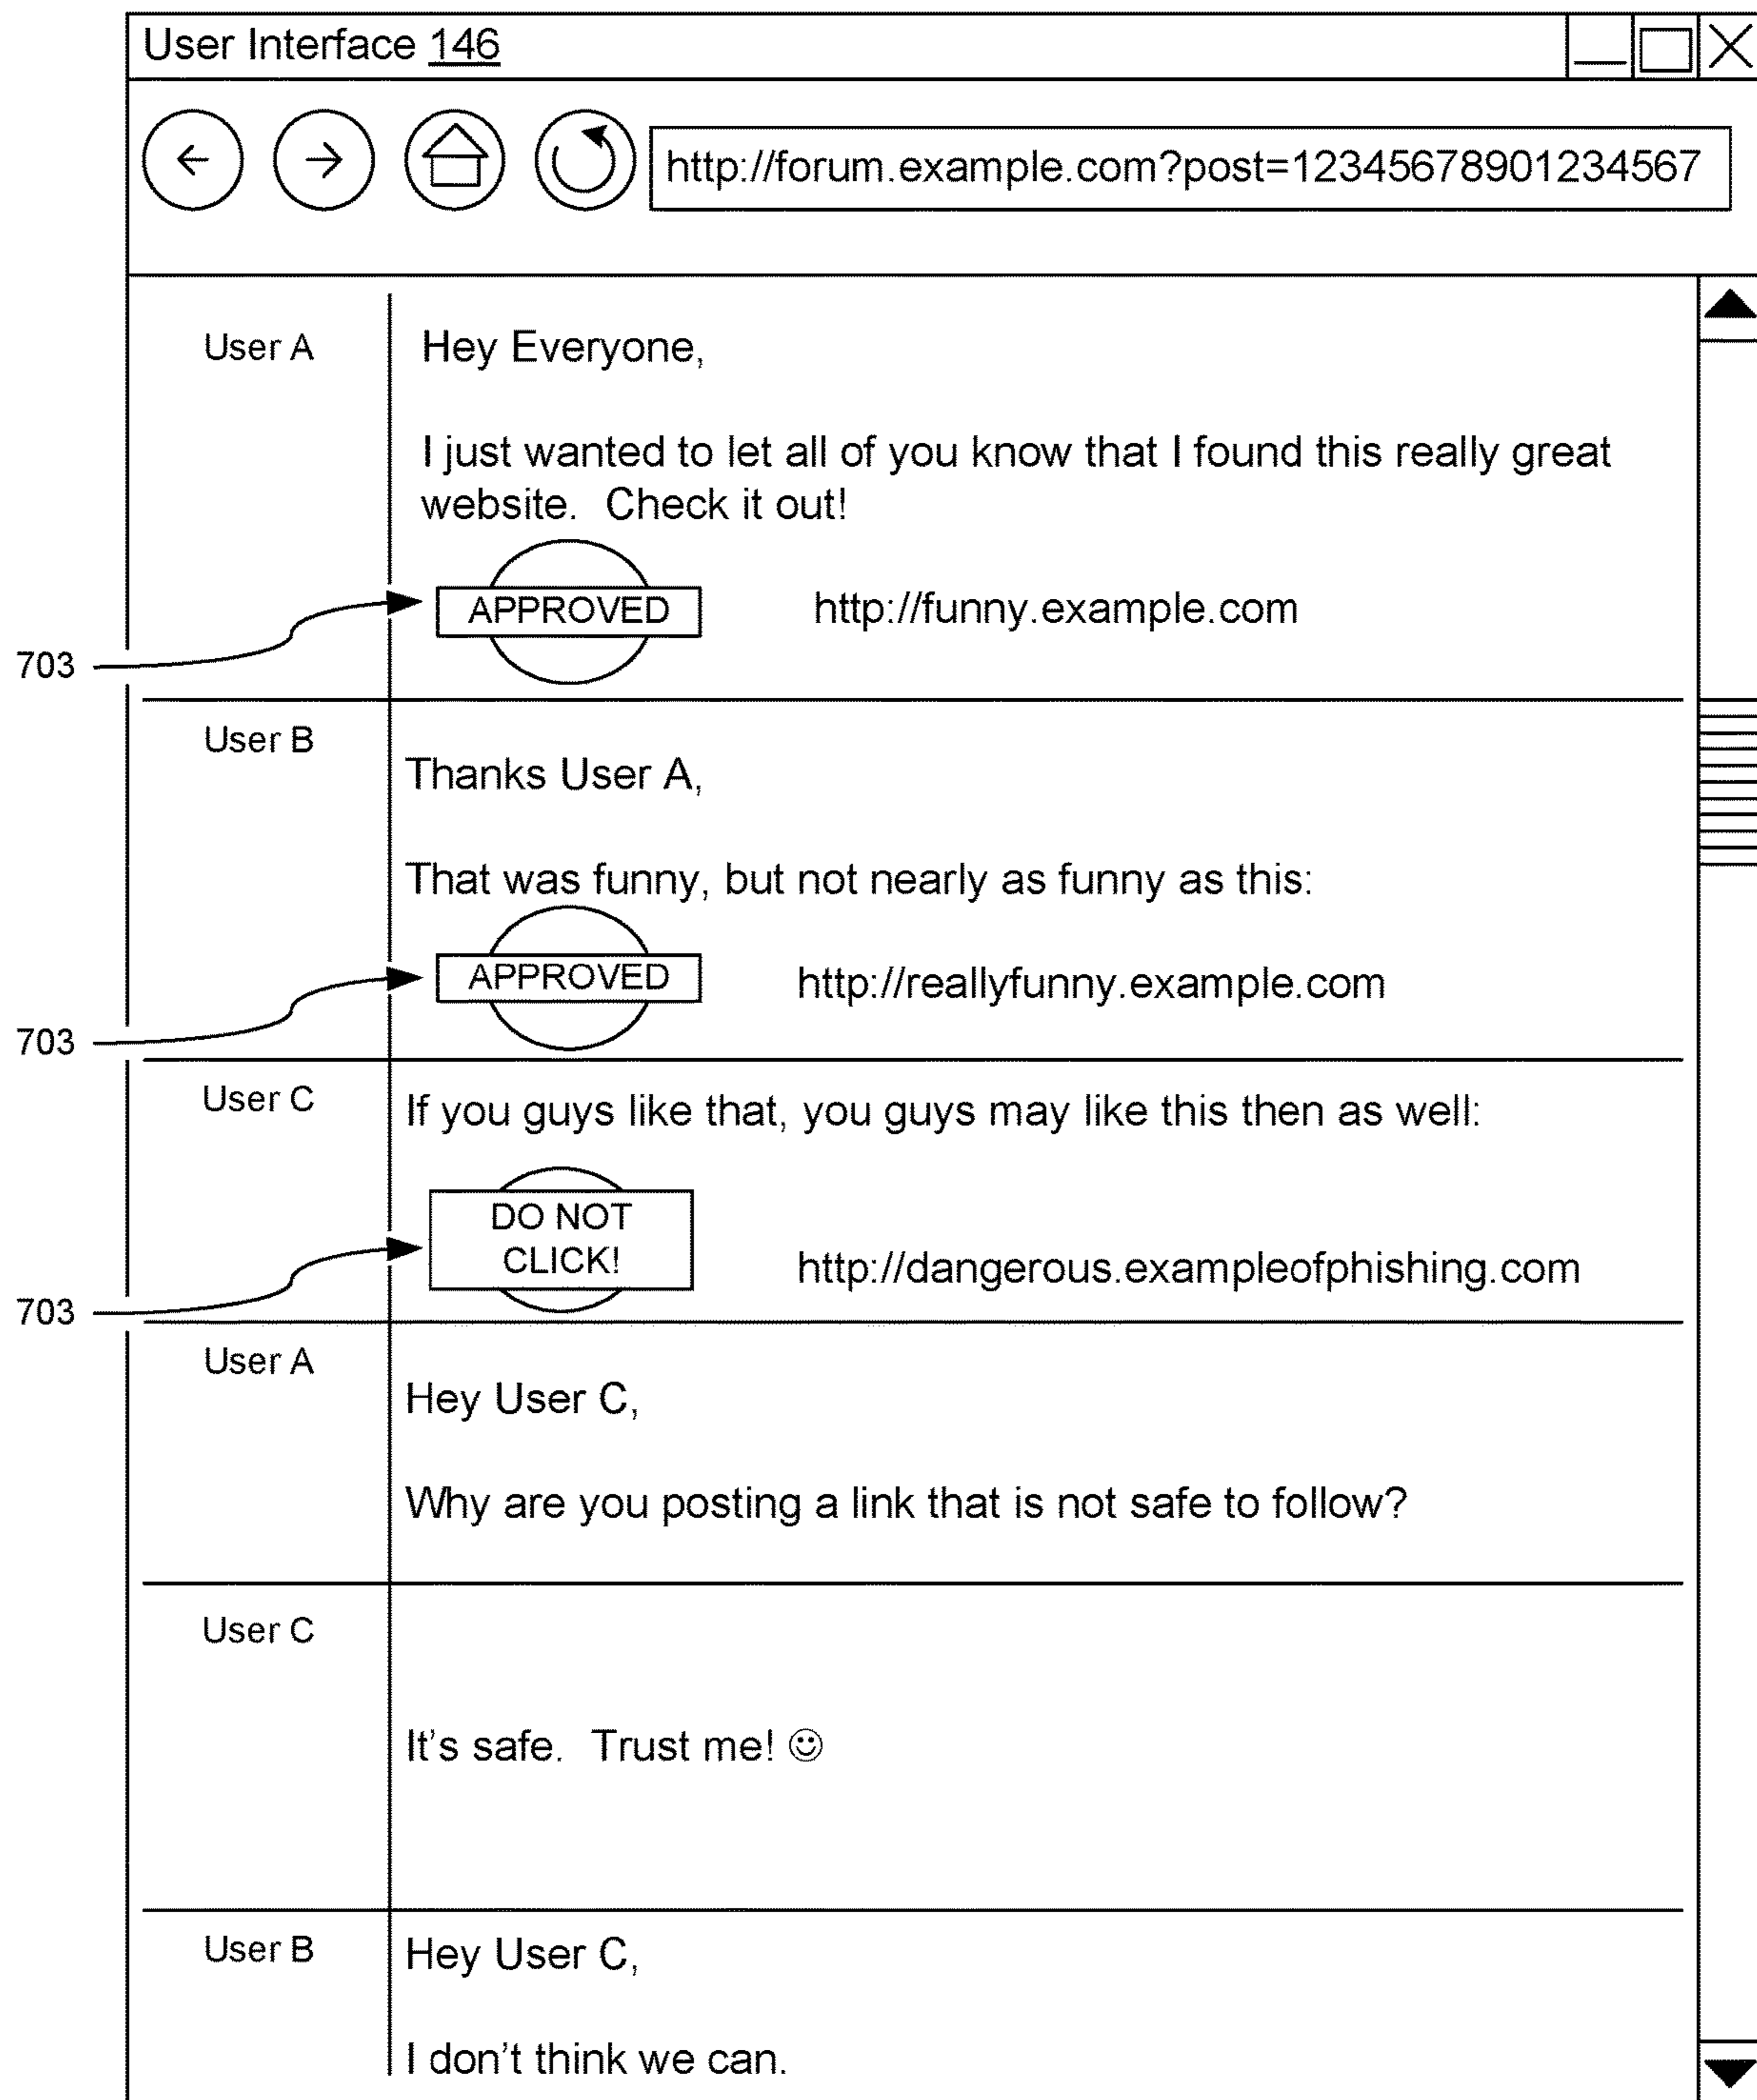 User Interface 146
http://forum.example.com?post=12345678901234567
User A
Hey Everyone,
I just wanted to let all of you know that I found this really great
website. Check it out!
APPROVED
http://funny.example.com
703
User B
Thanks User A,
That was funny, but not nearly as funny as this:
APPROVED
http://reallyfunny.example.com
703
User C
If you guys like that, you guys may like this then as well:
DO NOT
CLICK!
http://dangerous.exampleofphishing.com
703
User A
Hey User C,
Why are you posting a link that is not safe to follow?
User C
It's safe. Trust me! ☺
User B
Hey User C,
I don't think we can.